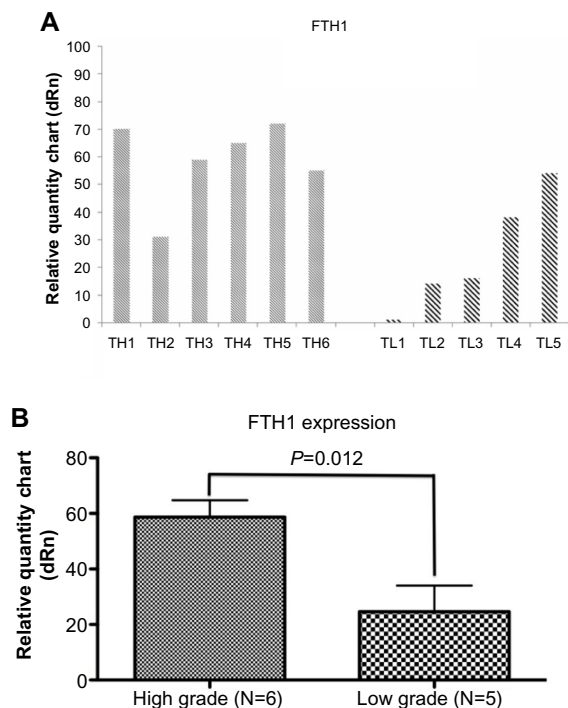 A
FTH1
Relative quantity chart (dRn)
100
90
80
70
60
50
40
30
20
10
0
TH1 TH2 TH3 TH4 TH5 TH6 TL1 TL2 TL3 TL4 TL5
B
FTH1 expression
P=0.012
Relative quantity chart
(dRn)
80
60
40
20
0
High grade (N=6) Low grade (N=5)